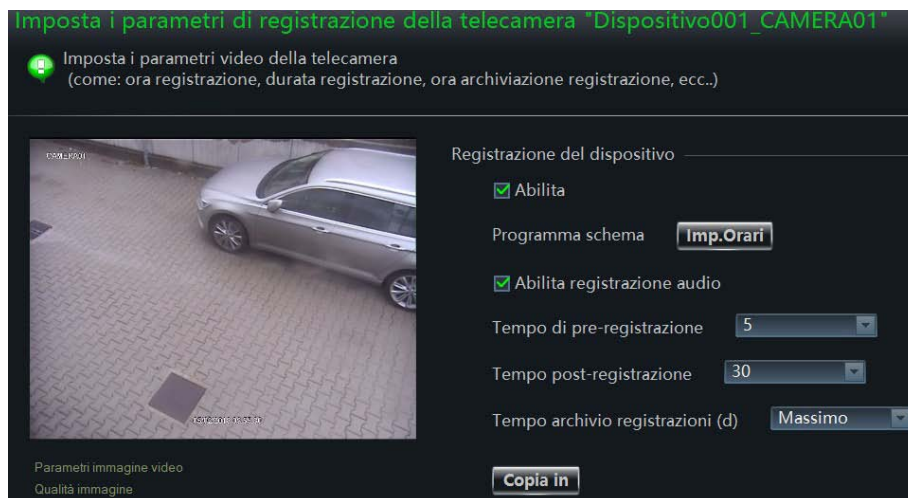 Imposta i parametri di registrazione della telecamera "Dispositivo001_CAMERA01"
Imposta i parametri video della telecamera
(come: ora registrazione, durata registrazione, ora archiviazione registrazione, ecc..)
CAMERA01
Registrazione del dispositivo
Abilita
Programma schema Imp.Orari
Abilita registrazione audio
Tempo di pre-registrazione 5
Tempo post-registrazione 30
Tempo archivio registrazioni (d) Massimo
Parametri immagine video
Qualità immagine
Copia in